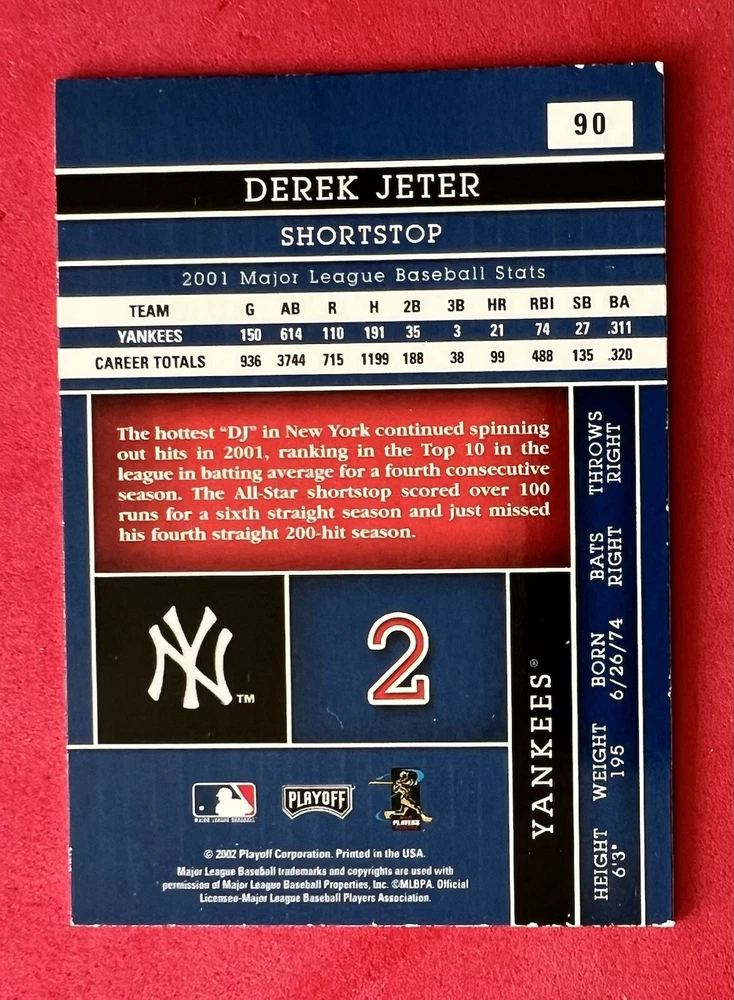 90
DEREK JETER
SHORTSTOP
2001 Major League Baseball Stats
TEAM G AB R H 2B 3B HR RBI SB BA
YANKEES 150 614 110 191 35 3 21 74 27 .311
CAREER TOTALS 936 3744 715 1199 188 38 99 488 135 .320
The hottest “DJ” in New York continued spinning
out hits in 2001, ranking in the Top 10 in the
league in batting average for a fourth consecutive
season. The All-Star shortstop scored over 100
runs for a sixth straight season and just missed
his fourth straight 200-hit season.
THROWS
RIGHT
BATS
RIGHT
BORN
6/26/74
WEIGHT
195
HEIGHT
6'3"
NY TM
2
YANKEES®
MAJOR LEAGUE BASEBALL
PLAYOFF
PLAYERS
© 2002 Playoff Corporation. Printed in the USA.
Major League Baseball trademarks and copyrights are used with
permission of Major League Baseball Properties, Inc. ©MLBPA. Official
Licensee-Major League Baseball Players Association.